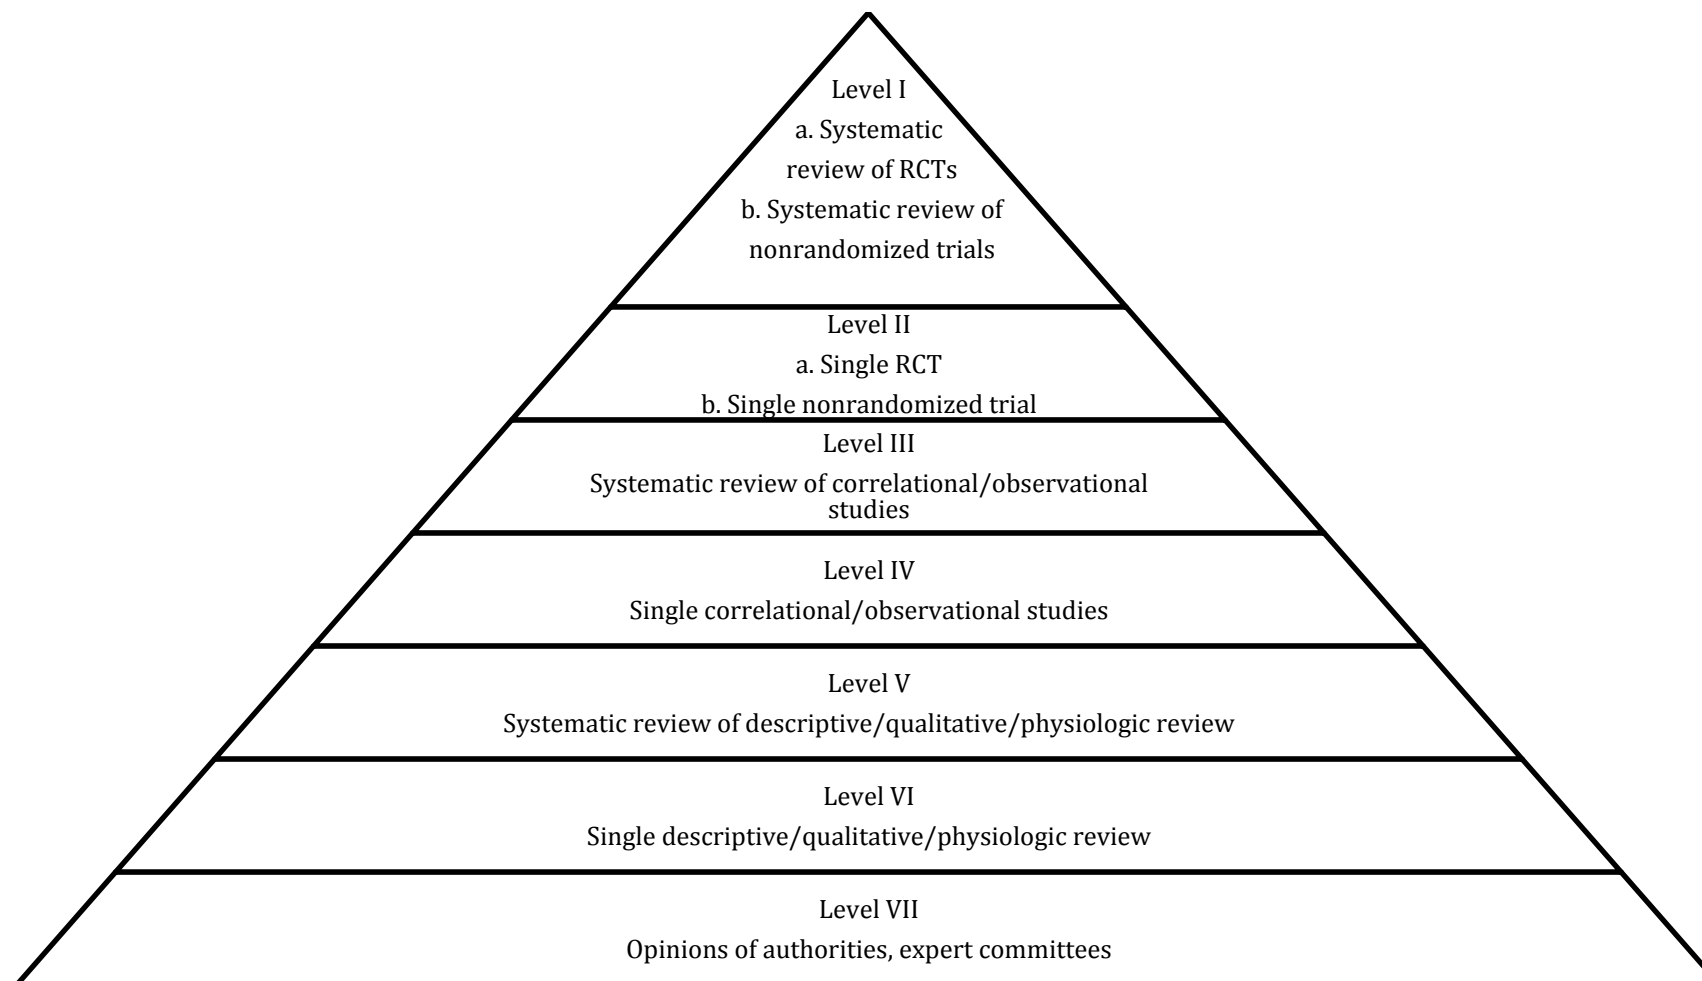 Level I
a. Systematic
review of RCTs
b. Systematic review of
nonrandomized trials
Level II
a. Single RCT
b. Single nonrandomized trial
Level III
Systematic review of correlational/observational
studies
Level IV
Single correlational/observational studies
Level V
Systematic review of descriptive/qualitative/physiologic review
Level VI
Single descriptive/qualitative/physiologic review
Level VII
Opinions of authorities, expert committees